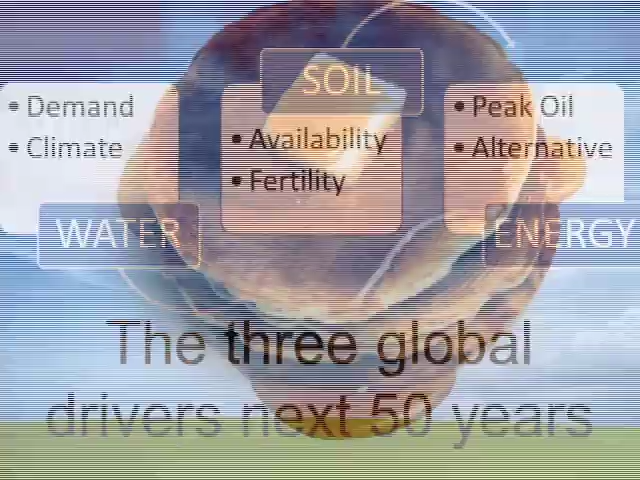 SOIL
• Demand
• Climate
• Availability
• Fertility
• Peak Oil
• Alternative
WATER
ENERGY
The three global
drivers next 50 years